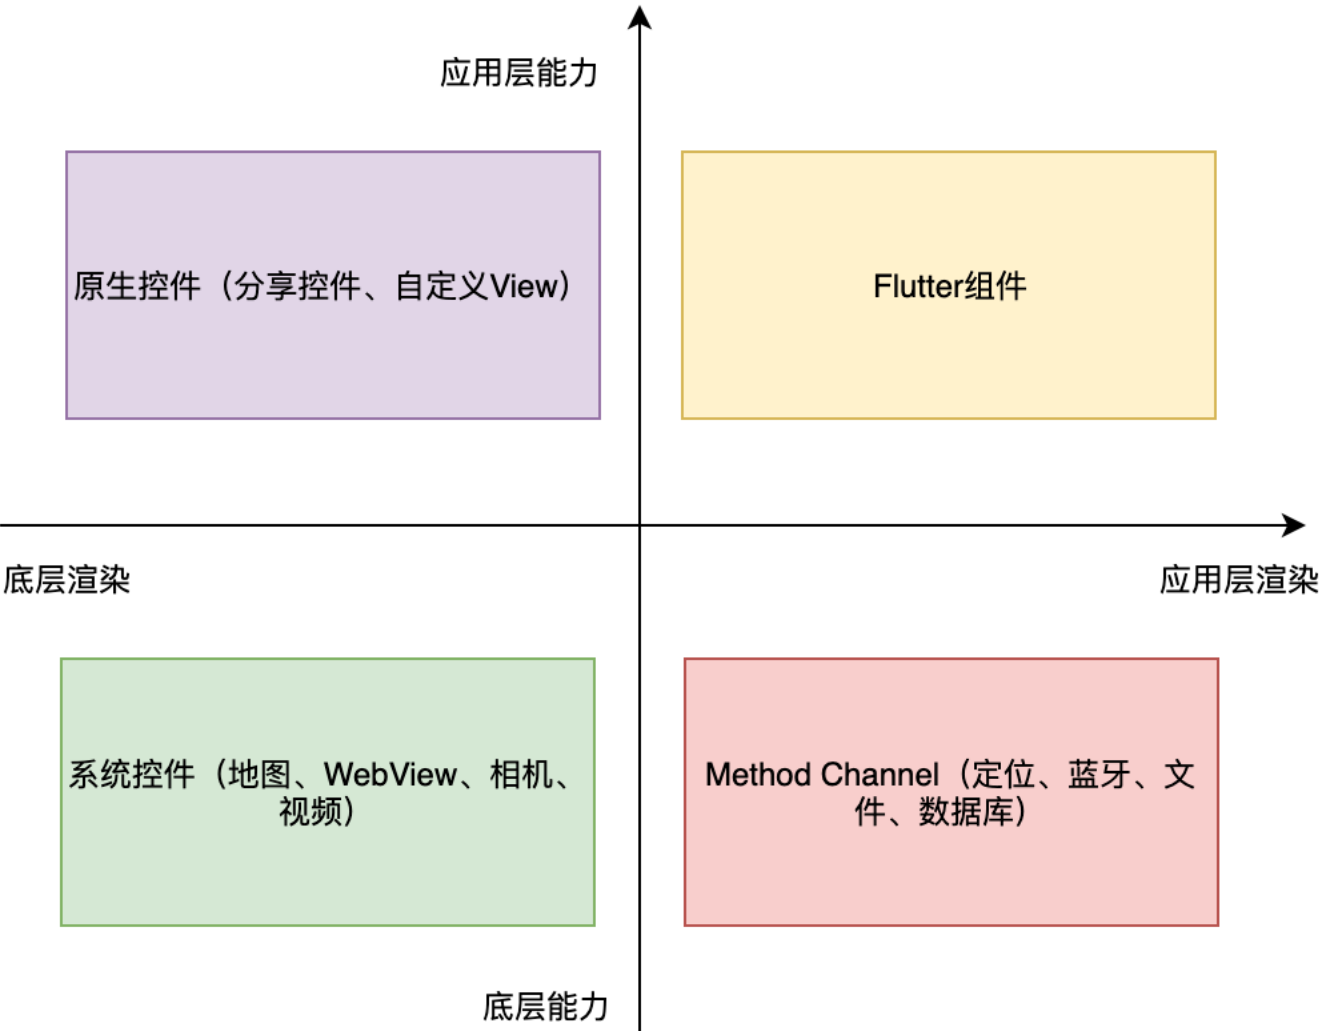 应用层能力
原生控件（分享控件、自定义View）
Flutter组件
底层渲染
应用层渲染
系统控件（地图、WebView、相机、
视频）
Method Channel（定位、蓝牙、文
件、数据库）
底层能力